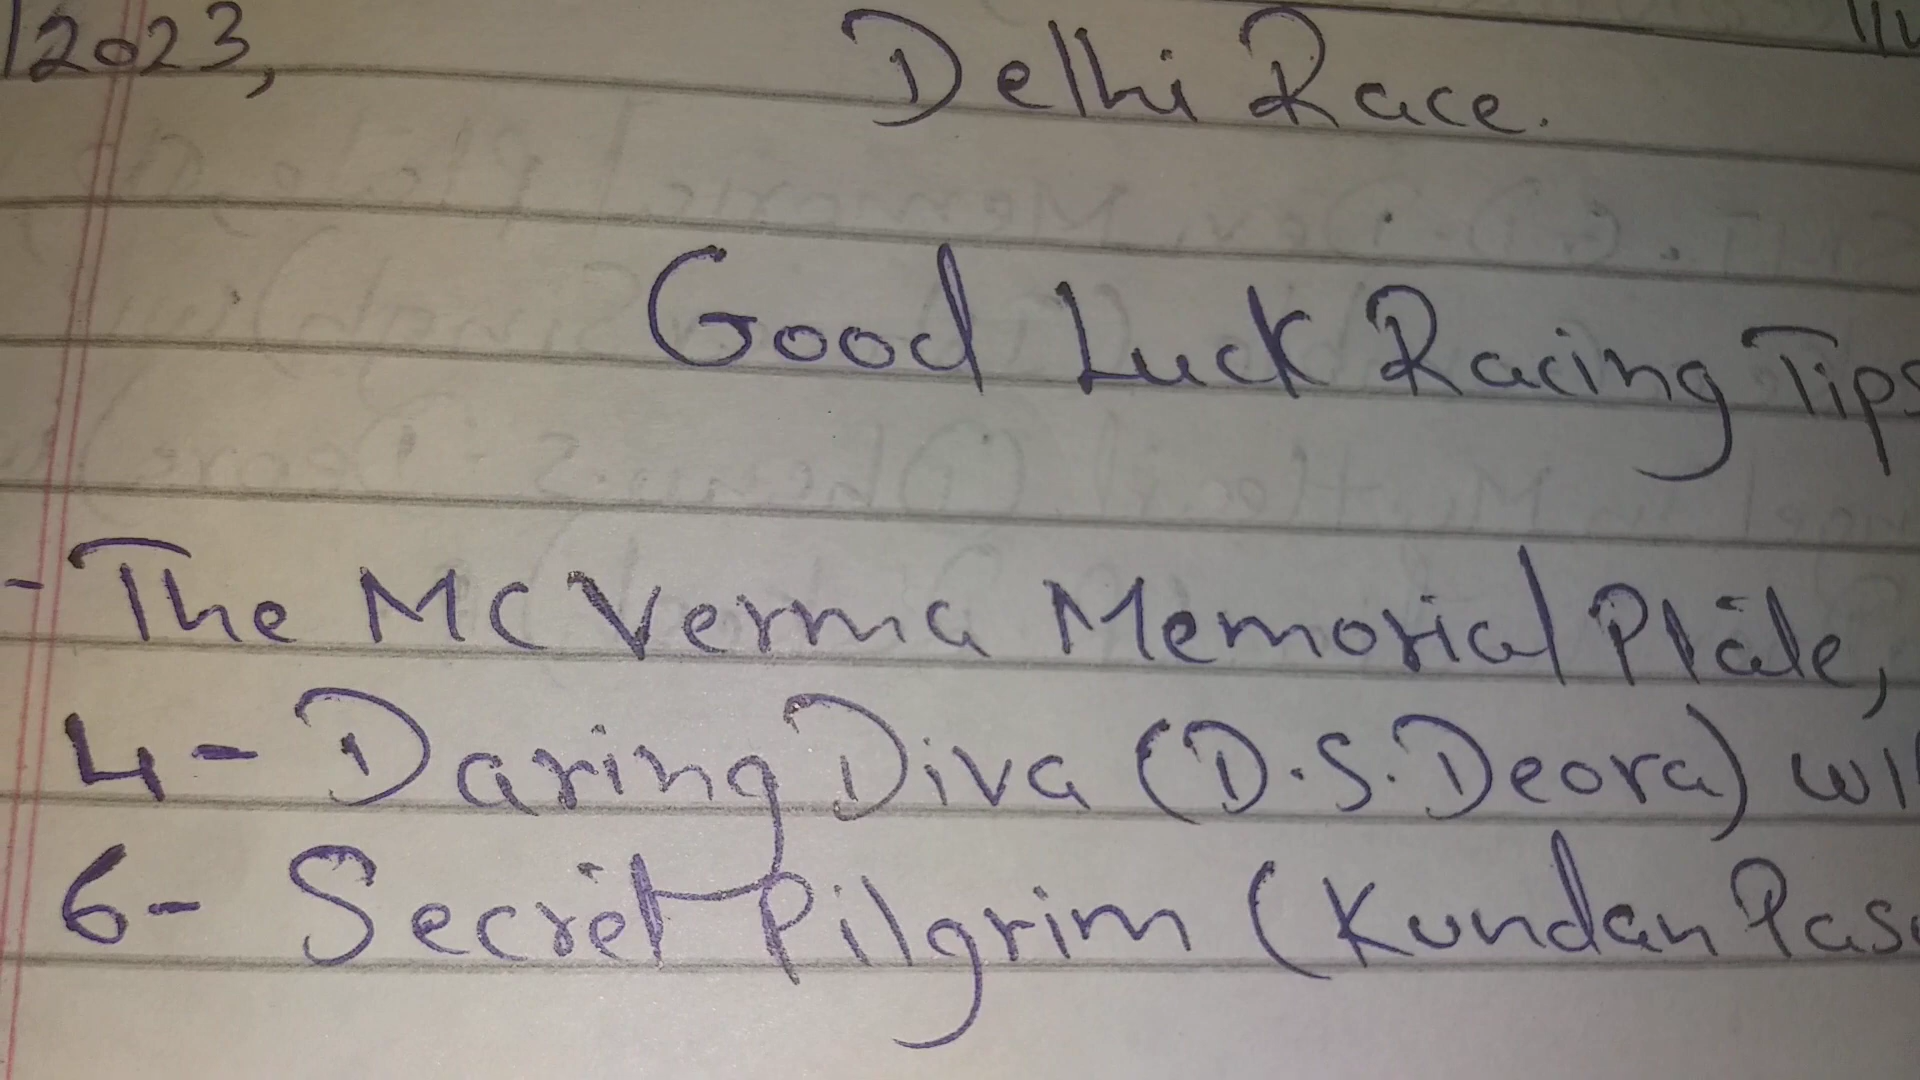 /2023, Delhi Race.
Good Luck Racing Tips
- The MC Verma Memorial Plate,
4- Daring Diva (D.S. Deora)
6- Secret Pilgrim (Kundan